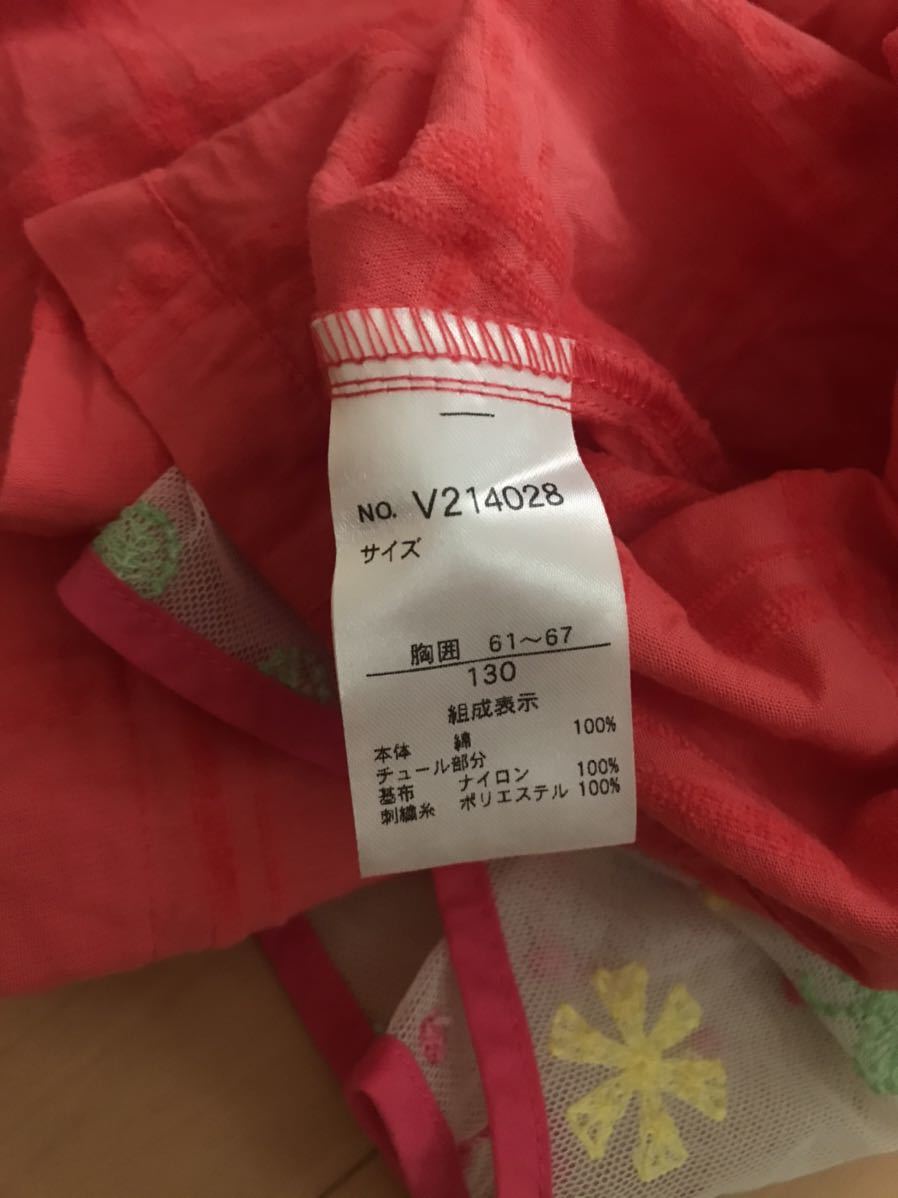 NO. V214028
サイズ
胸囲 61〜67
130
組成表示
本体 綿 100%
チュール部分
基布 ナイロン 100%
刺繍糸 ポリエステル 100%